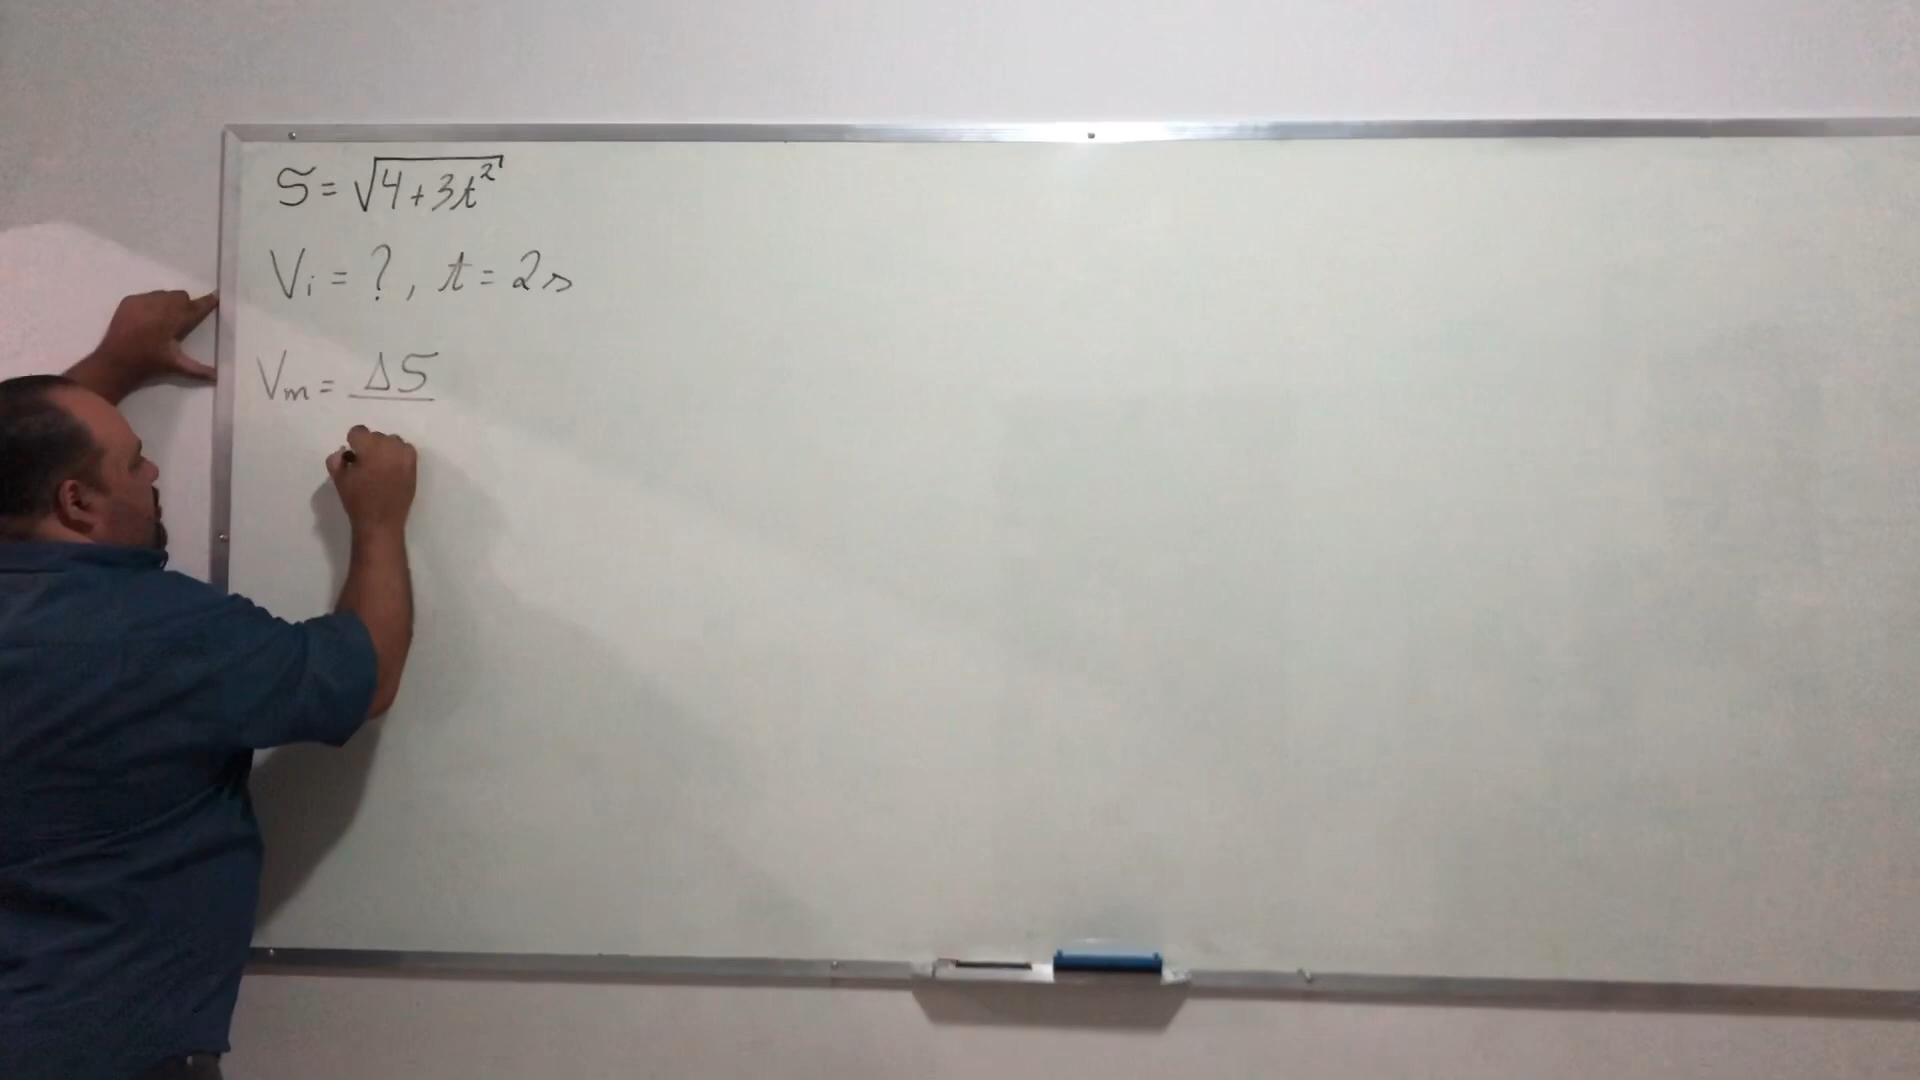 S = √4+3t²
Vi = ?, t = 2s
Vm = ΔS